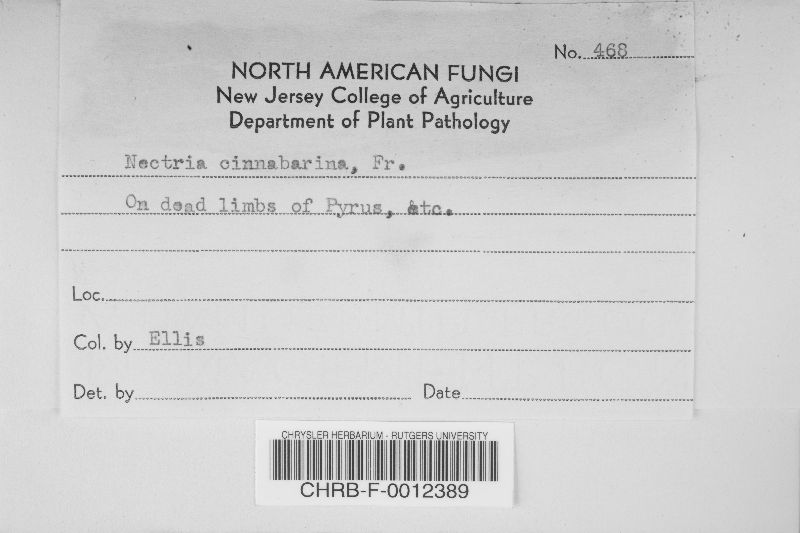 No. 468
NORTH AMERICAN FUNGI
New Jersey College of Agriculture
Department of Plant Pathology
Nectria cinnabarina, Fr.
On dead limbs of Pyrus, etc.
Loc.
Col. by Ellis
Det. by Date
CHRYSLER HERBARIUM - RUTGERS UNIVERSITY
CHRB-F-0012389